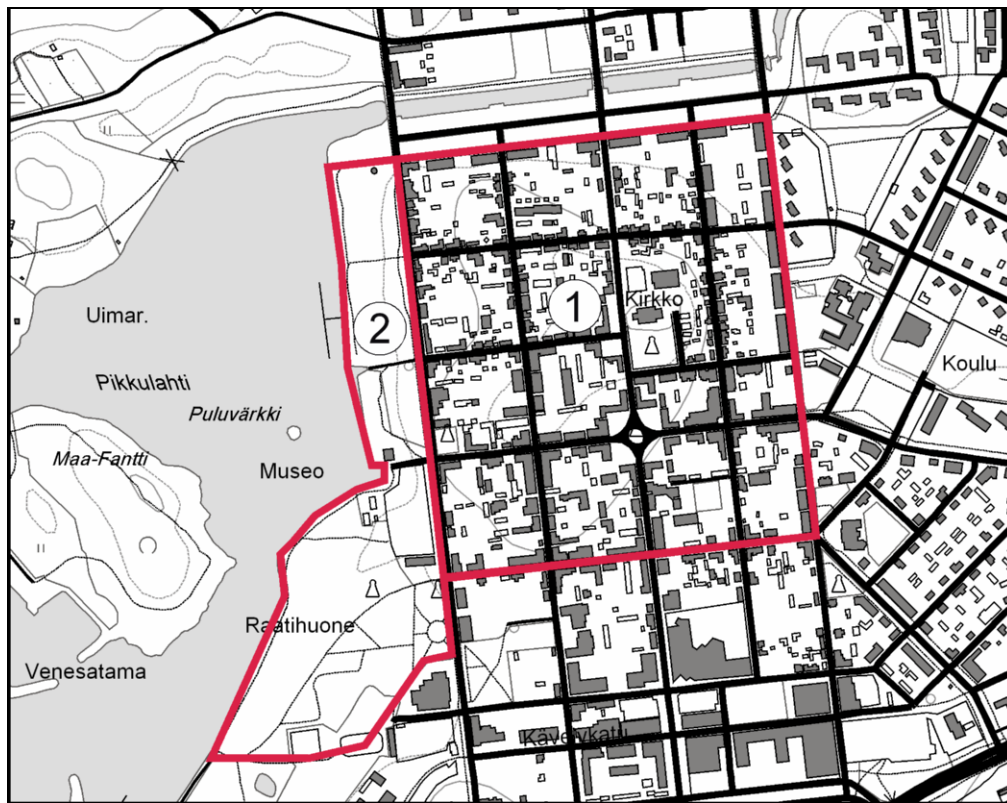 Uimar.
2
1
Kirkko
Koulu
Pikkulahti
Puluvärkki
Maa-Fantti
Museo
Raatihuone
Venesatama
Kävelykatu